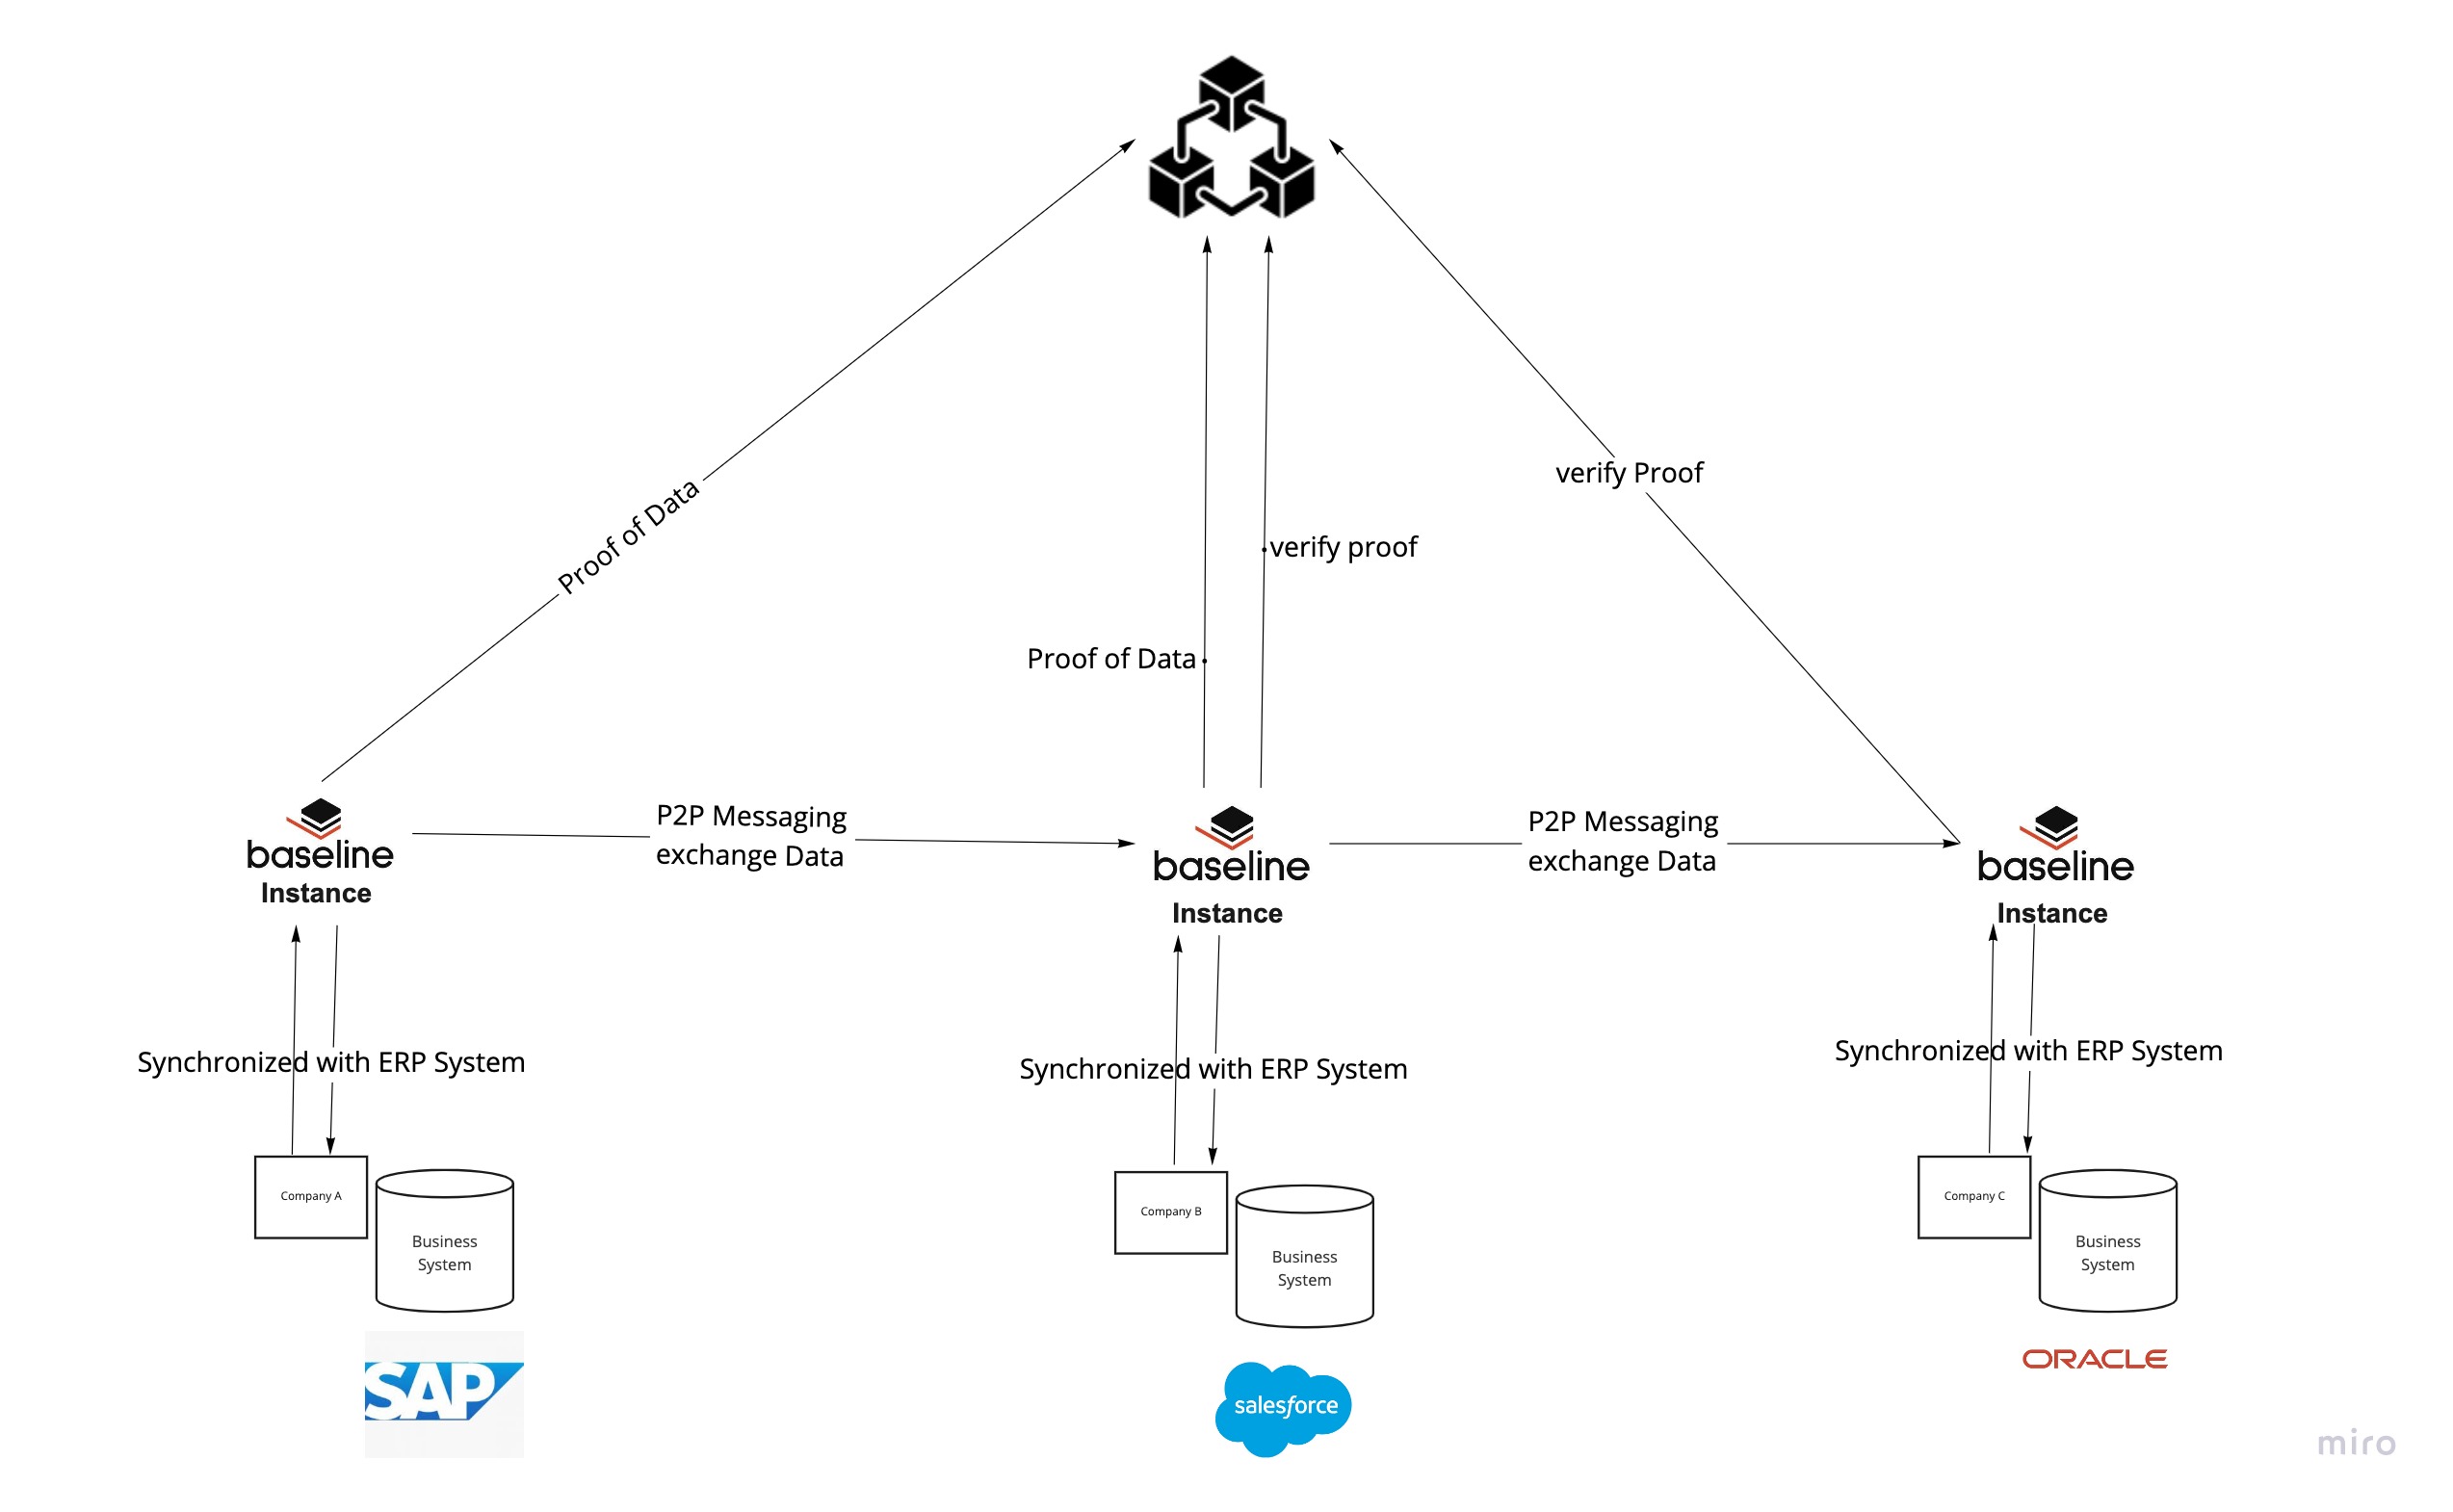 verify Proof
Proof of Data
verify proof
Proof of Data
baseline
Instance
P2P Messaging
exchange Data
baseline
Instance
P2P Messaging
exchange Data
baseline
Instance
Synchronized with ERP System
Synchronized with ERP System
Synchronized with ERP System
Company A
Business
System
Company B
Business
System
Company C
Business
System
SAP
salesforce
ORACLE
miro